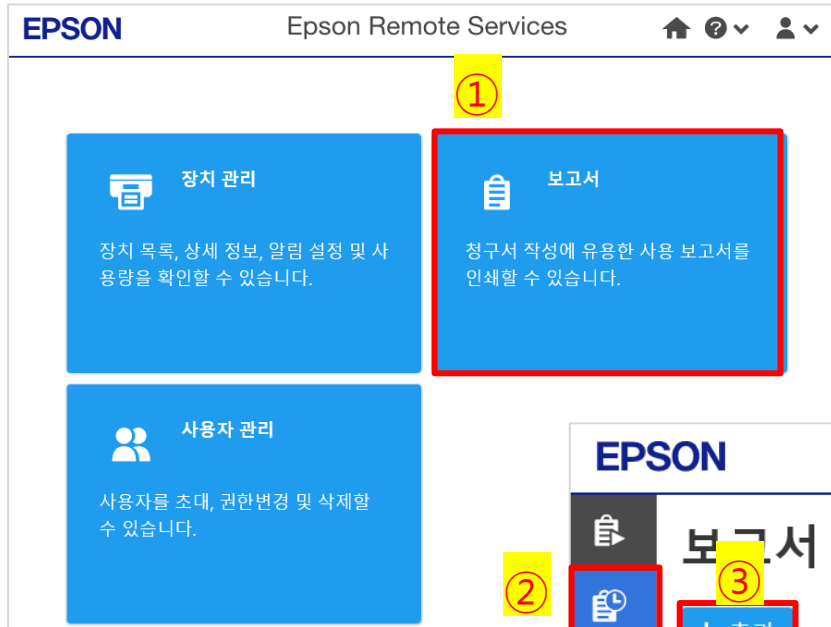 EPSON
Epson Remote Services
①
장치 관리
장치 목록, 상세 정보, 알림 설정 및 사
용량을 확인할 수 있습니다.
보고서
청구서 작성에 유용한 사용 보고서를
인쇄할 수 있습니다.
사용자 관리
사용자를 초대, 권한변경 및 삭제할
수 있습니다.
EPSON
보고서
②
③